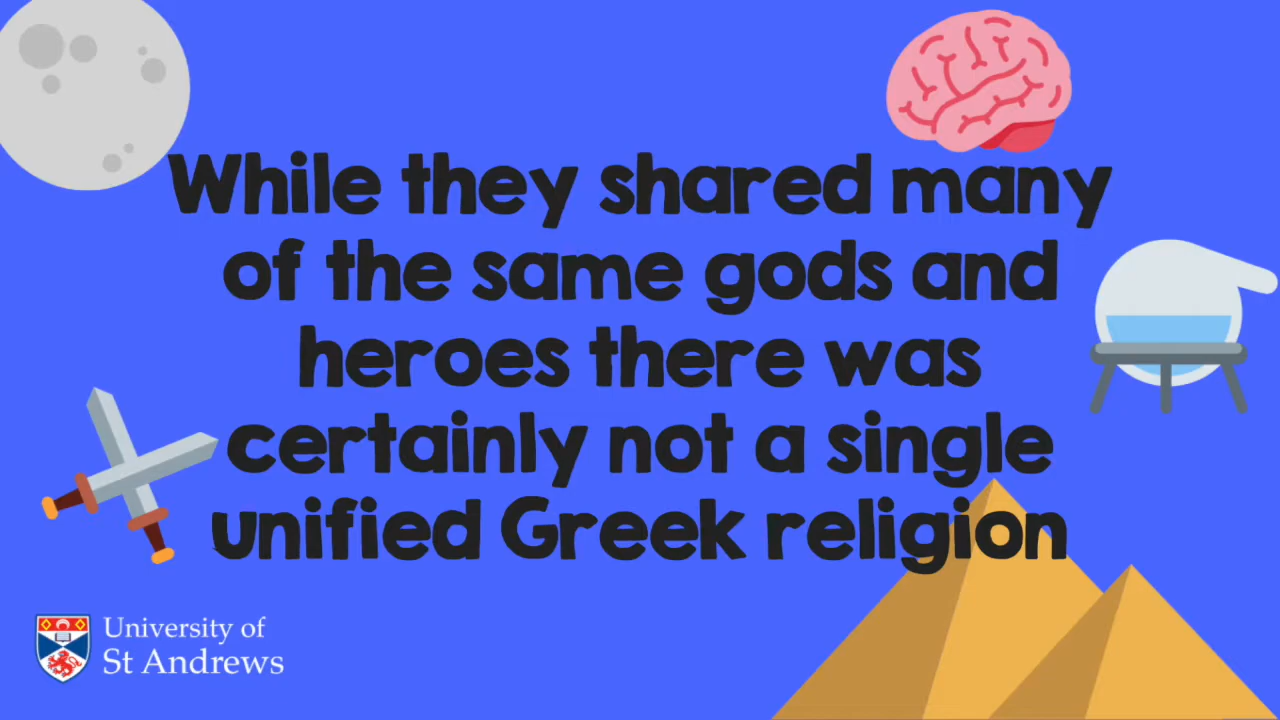 While they shared many
of the same gods and
heroes there was
certainly not a single
unified Greek religion
University of
St Andrews